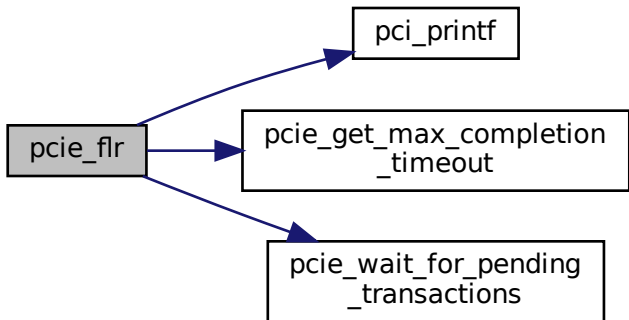 pci_printf
pcie_flr
pcie_get_max_completion
_timeout
pcie_wait_for_pending
_transactions